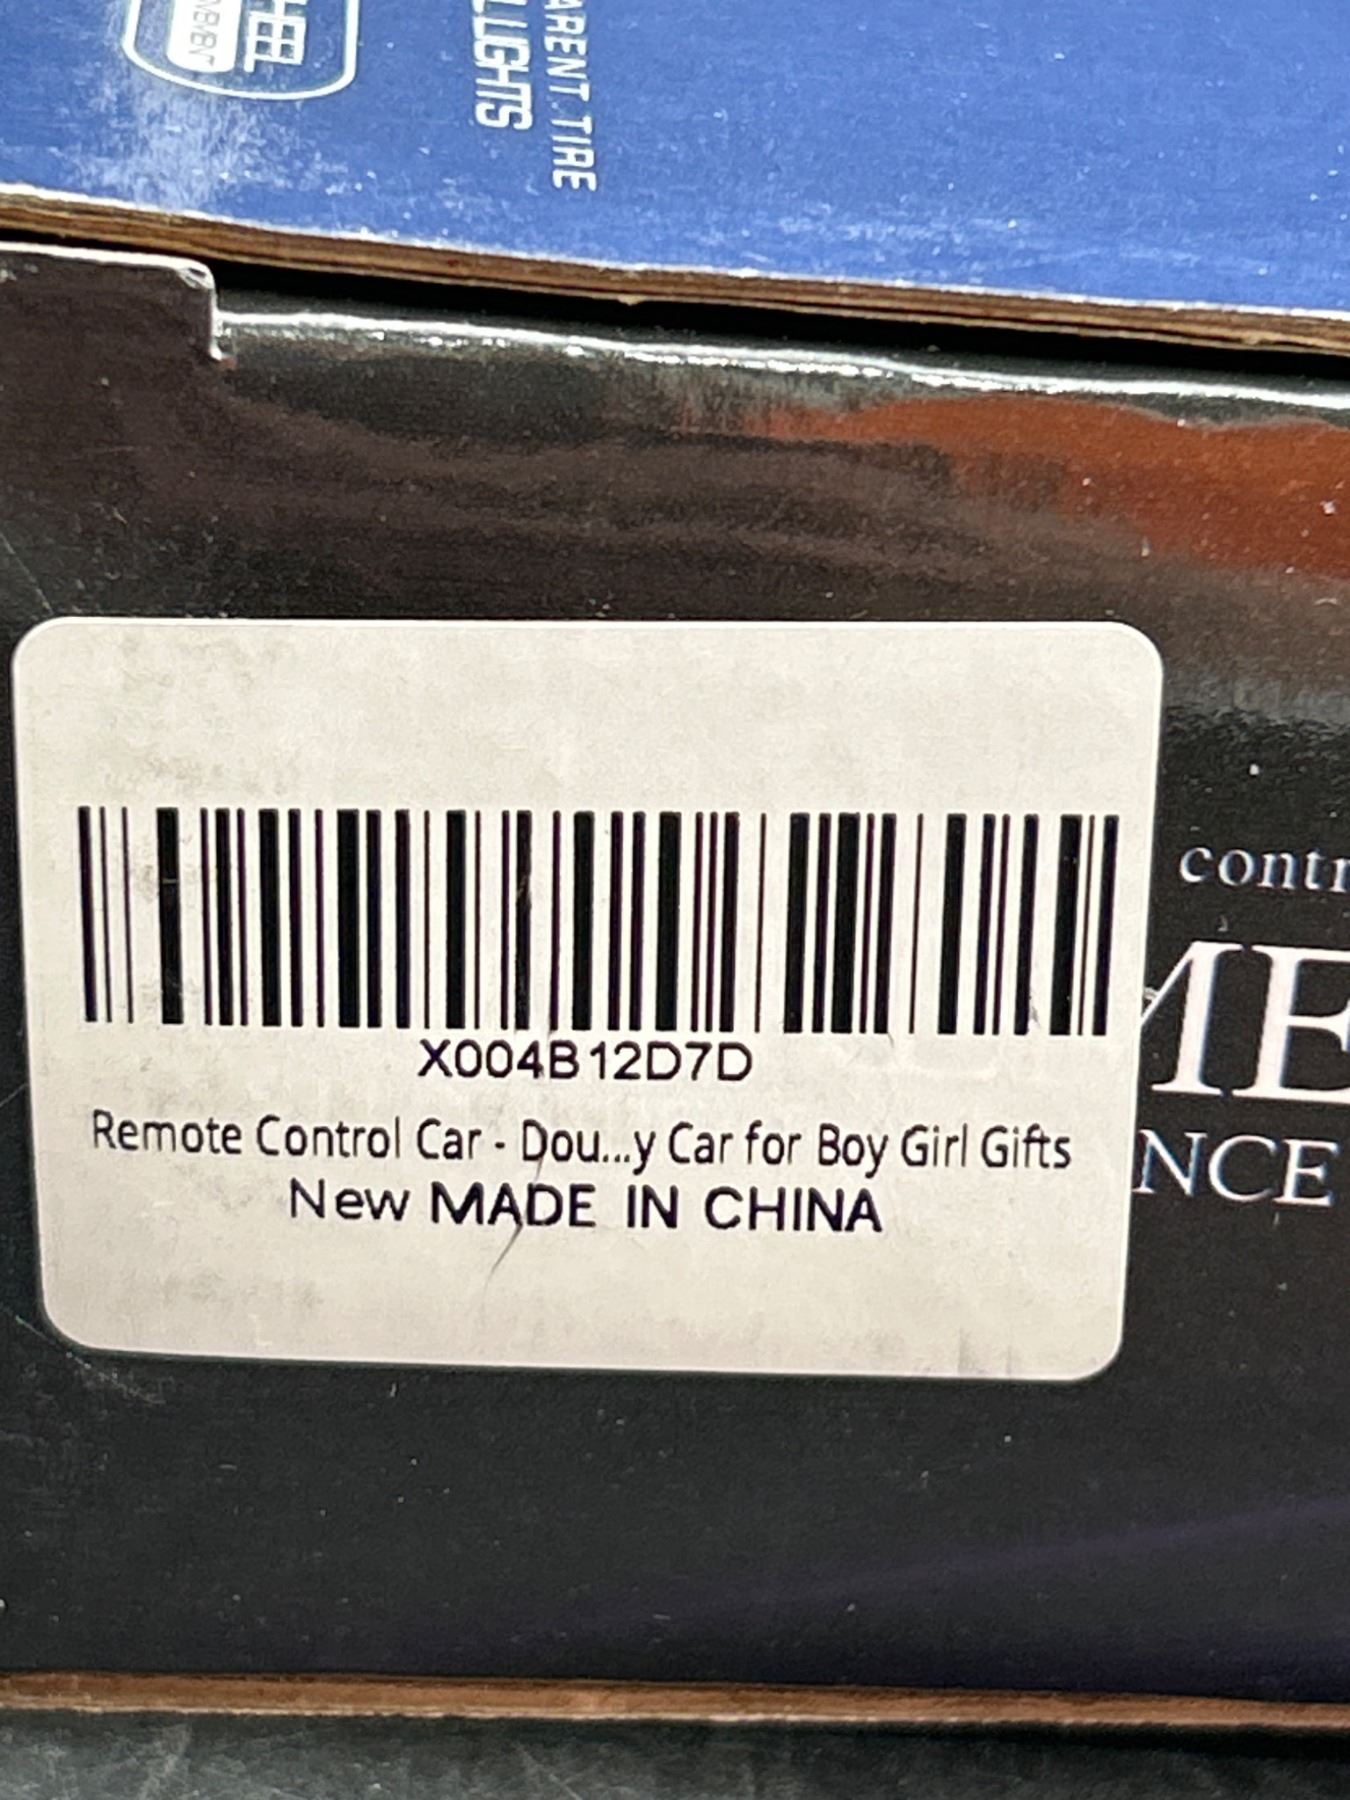 LIGHTS
TIRE
X004B12D7D
Remote Control Car - Dou...y Car for Boy Girl Gifts
New MADE IN CHINA
contr
ME
NCE